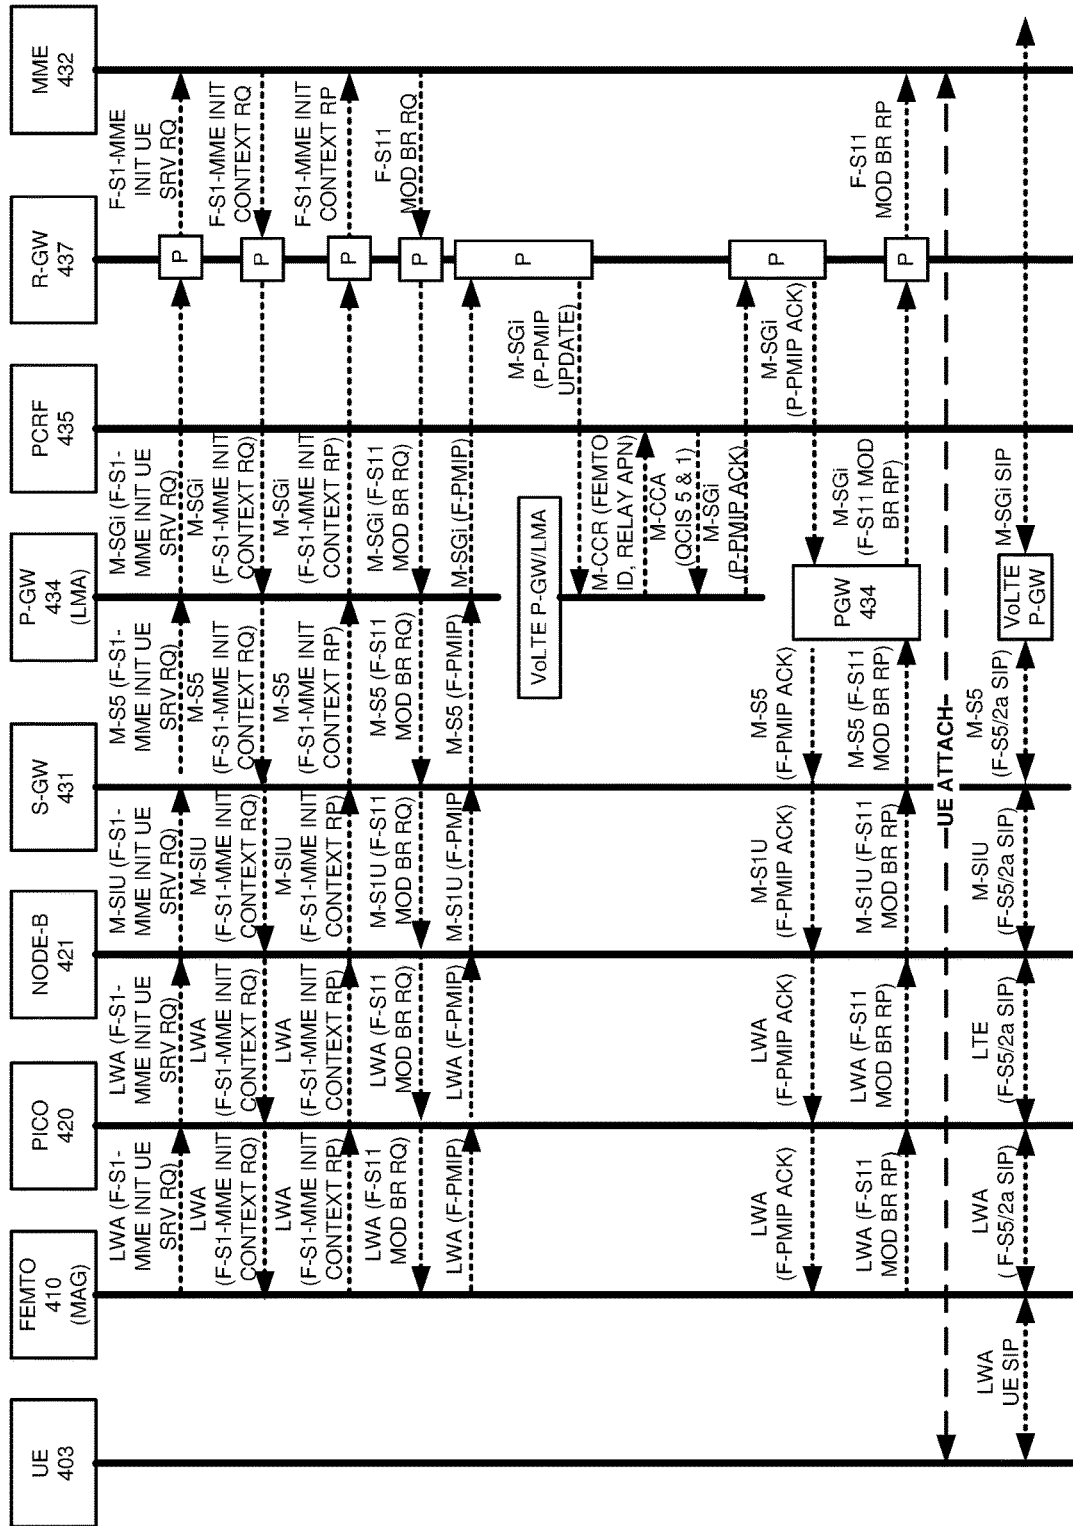 UE
403
FEMTO
410
(MAG)
PICO
420
NODE-B
421
S-GW
431
P-GW
434
(LMA)
PCRF
435
R-GW
437
MME
432
LWA (F-S1-
MME INIT UE
SRV RQ)
LWA (F-S1-
MME INIT UE
SRV RQ)
M-SIU (F-S1-
MME INIT UE
SRV RQ)
M-S5 (F-S1-
MME INIT UE
SRV RQ)
M-SGi (F-S1-
MME INIT UE
SRV RQ)
P
F-S1-MME
INIT UE
SRV RQ
LWA
(F-S1-MME INIT
CONTEXT RQ)
LWA
(F-S1-MME INIT
CONTEXT RQ)
M-SIU
(F-S1-MME INIT
CONTEXT RQ)
M-S5
(F-S1-MME INIT
CONTEXT RQ)
M-SGi
(F-S1-MME INIT
CONTEXT RQ)
P
F-S1-MME INIT
CONTEXT RQ
LWA
(F-S1-MME INIT
CONTEXT RP)
LWA
(F-S1-MME INIT
CONTEXT RP)
M-SIU
(F-S1-MME INIT
CONTEXT RP)
M-S5
(F-S1-MME INIT
CONTEXT RP)
M-SGi
(F-S1-MME INIT
CONTEXT RP)
P
F-S1-MME INIT
CONTEXT RP
LWA (F-S11
MOD BR RQ)
LWA (F-S11
MOD BR RQ)
M-S1U (F-S11
MOD BR RQ)
M-S5 (F-S11
MOD BR RQ)
M-SGi (F-S11
MOD BR RQ)
P
F-S11
MOD BR RQ
LWA (F-PMIP)
LWA (F-PMIP)
M-S1U (F-PMIP)
M-S5 (F-PMIP)
M-SGi (F-PMIP)
P
VoLTE P-GW/LMA
M-SGi
(P-PMIP
UPDATE)
M-CCR (FEMTO
ID, RELAY APN)
M-CCA
(QCIS 5 & 1)
M-SGi
(P-PMIP ACK)
P
LWA
(F-PMIP ACK)
LWA
(F-PMIP ACK)
M-S1U
(F-PMIP ACK)
M-S5
(F-PMIP ACK)
PGW
434
M-SGi
(P-PMIP ACK)
LWA (F-S11
MOD BR RP)
LWA (F-S11
MOD BR RP)
M-S1U (F-S11
MOD BR RP)
M-S5 (F-S11
MOD BR RP)
M-SGi
(F-S11 MOD
BR RP)
P
F-S11
MOD BR RP
UE ATTACH
LWA
UE SIP
LWA
( F-S5/2a SIP)
LTE
(F-S5/2a SIP)
M-SIU
(F-S5/2a SIP)
M-S5
(F-S5/2a SIP)
VoLTE
P-GW
M-SGi SIP